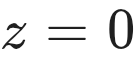 z = 0